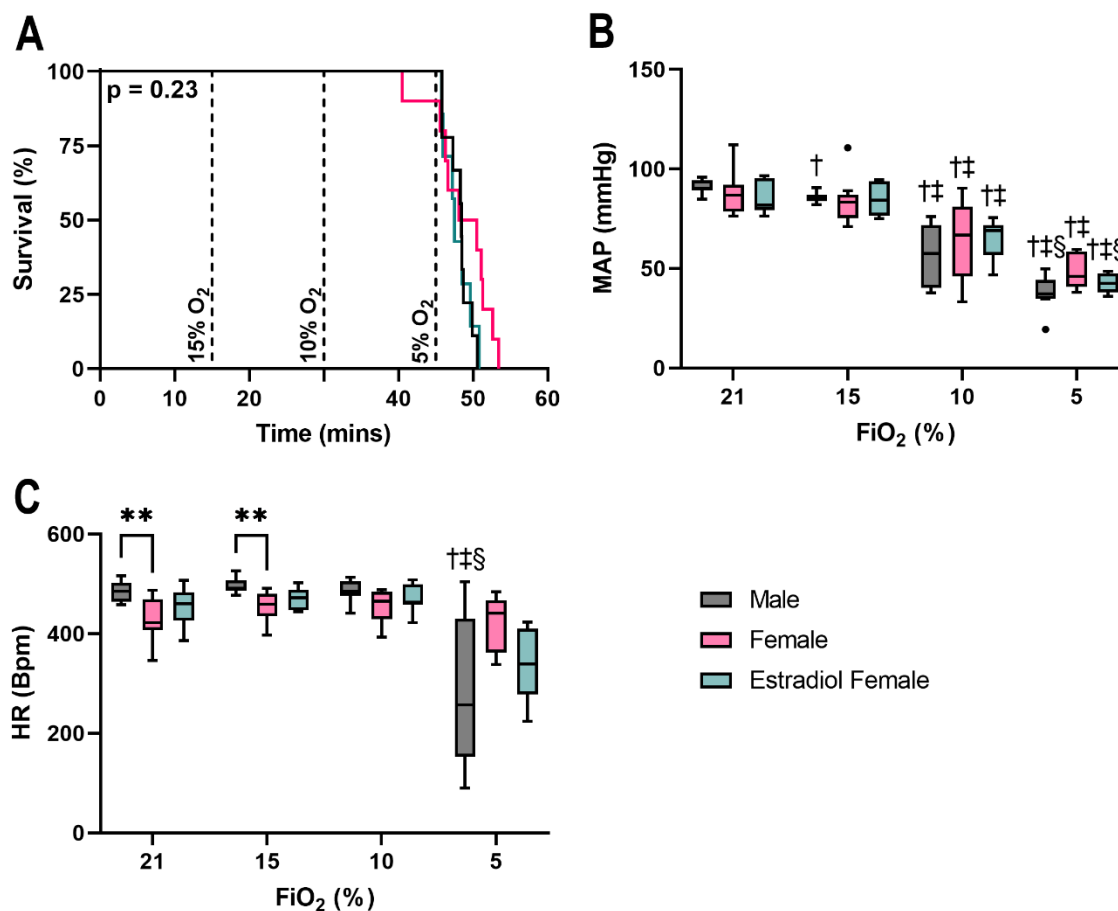 A
p = 0.23
Survival (%)
100
75
50
25
0
15% O2
10% O2
5% O2
0
10
20
30
40
50
60
Time (mins)
B
MAP (mmHg)
150
100
50
0
†
†‡
†‡
†‡
†‡§
†‡
†‡§
21
15
10
5
FiO2 (%)
C
HR (Bpm)
600
400
200
0
**
**
†‡§
21
15
10
5
FiO2 (%)
Male
Female
Estradiol Female